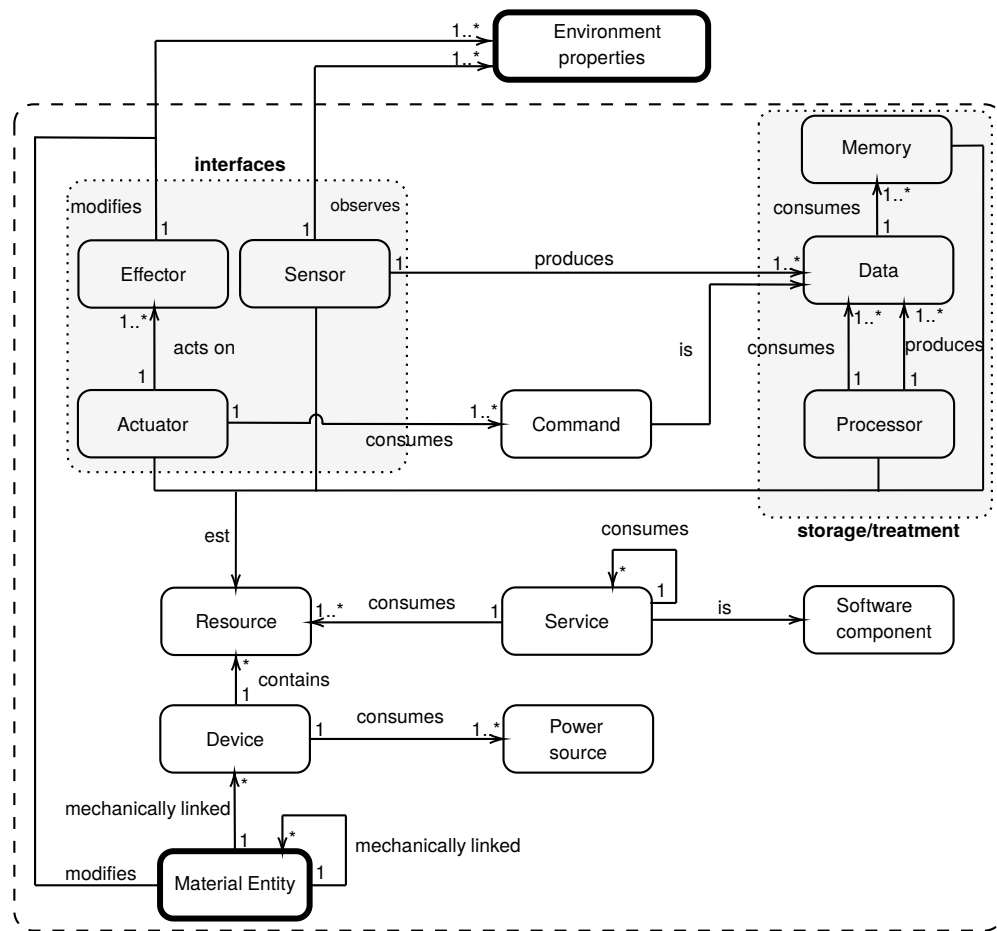 1..*
Environment
properties
1..*
interfaces
Memory
modifies
observes
consumes
1..*
1
1
1
Effector
Sensor
1
produces
1..*
Data
1..*
acts on
1..*
1..*
is
consumes
produces
1
1
1
Actuator
1
1..*
consumes
Command
Processor
est
storage/treatment
consumes
*
1
Resource
1..*
consumes
1
Service
is
Software
component
*
contains
1
Device
1
consumes
1..*
Power
source
*
mechanically linked
1
*
mechanically linked
modifies
Material Entity
1